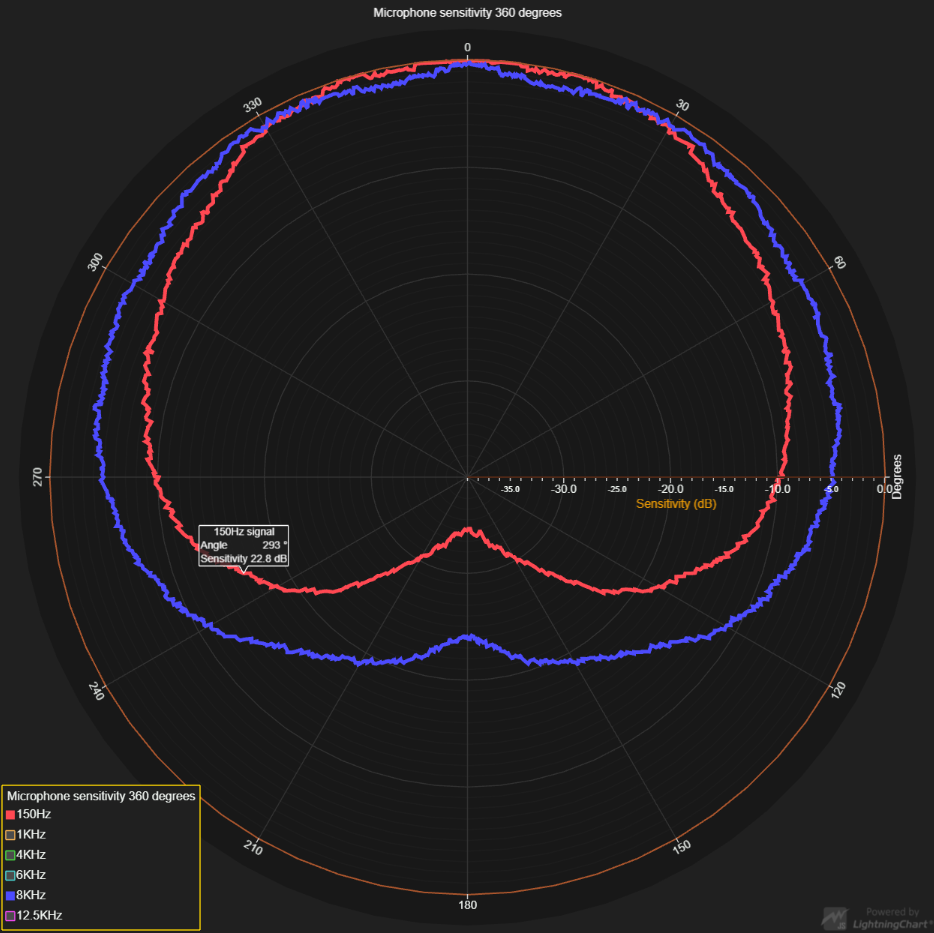 Microphone sensitivity 360 degrees
0
330
30
300
60
270
Degrees
-35.0
-30.0
-25.0
-20.0
-15.0
-10.0
-5.0
0.0
Sensitivity (dB)
150Hz signal
Angle 293 °
Sensitivity 22.8 dB
240
120
210
150
180
Microphone sensitivity 360 degrees
150Hz
1KHz
4KHz
6KHz
8KHz
12.5KHz
Powered by
LightningChart®